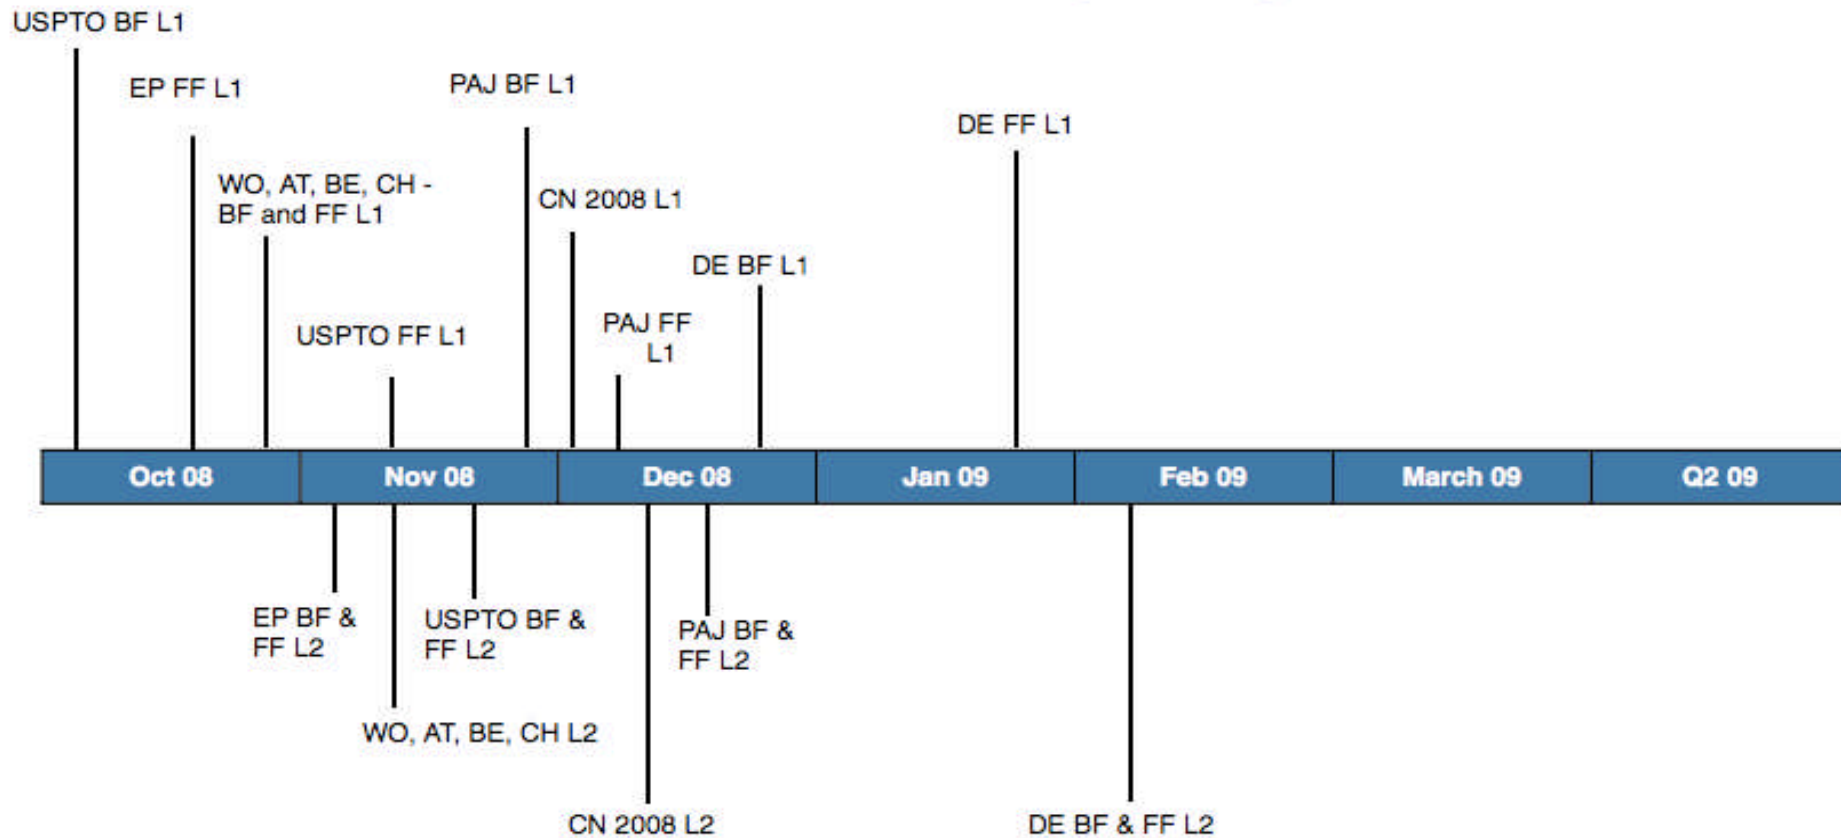 USPTO BF L1
EP FF L1
PAJ BF L1
DE FF L1
WO, AT, BE, CH -
BF and FF L1
CN 2008 L1
DE BF L1
USPTO FF L1
PAJ FF
L1
Oct 08
Nov 08
Dec 08
Jan 09
Feb 09
March 09
Q2 09
EP BF &
FF L2
USPTO BF &
FF L2
PAJ BF &
FF L2
WO, AT, BE, CH L2
CN 2008 L2
DE BF & FF L2